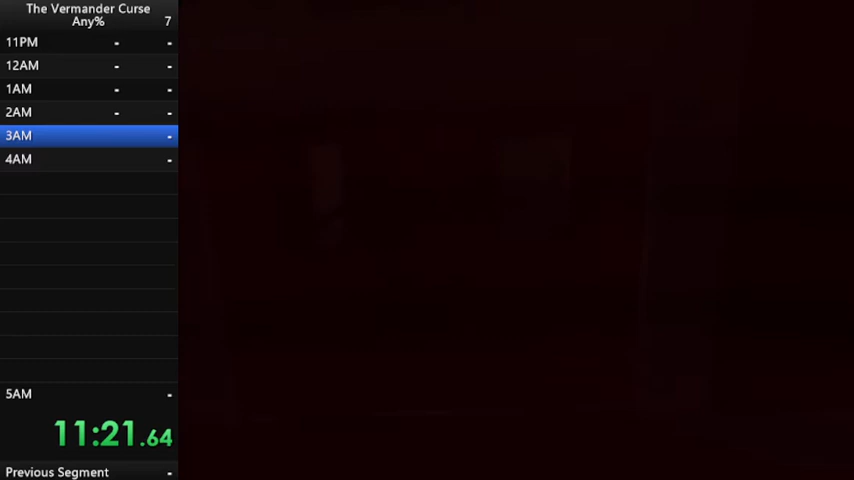 The Vermander Curse
Any% 7
11PM - -
12AM - -
1AM - -
2AM - -
3AM -
4AM -
5AM -
11:21.64
Previous Segment -